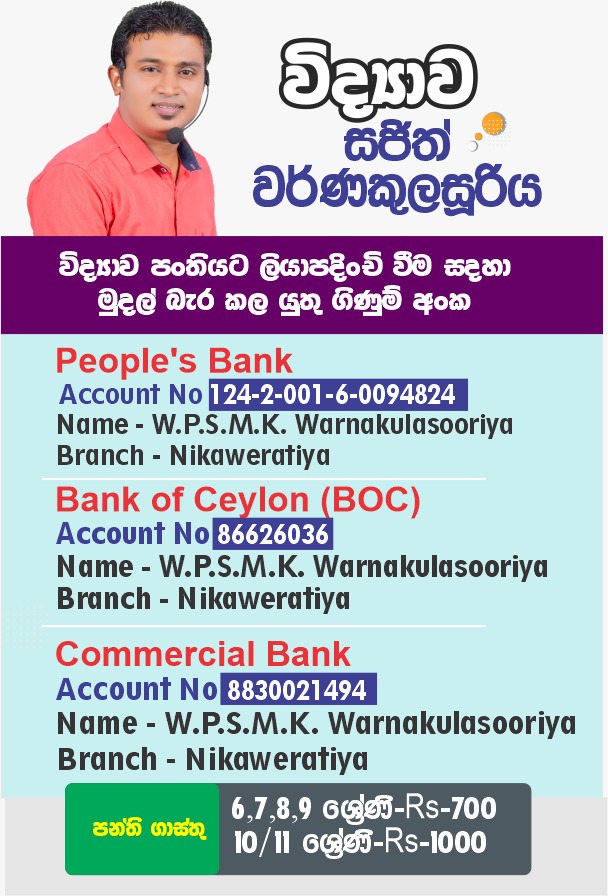 විද්‍යාව
සජිත්
වර්ණකුලසූරිය
විද්‍යාව පංතියට ලියාපදිංචි වීම සදහා
මුදල් බැර කල යුතු ගිණුම් අංක
People's Bank
Account No 124-2-001-6-0094824
Name - W.P.S.M.K. Warnakulasooriya
Branch - Nikaweratiya
Bank of Ceylon (BOC)
Account No 86626036
Name - W.P.S.M.K. Warnakulasooriya
Branch - Nikaweratiya
Commercial Bank
Account No 8830021494
Name - W.P.S.M.K. Warnakulasooriya
Branch - Nikaweratiya
පන්ති ගාස්තු
6,7,8,9 ශ්‍රේණි-Rs-700
10/11 ශ්‍රේණි-Rs-1000